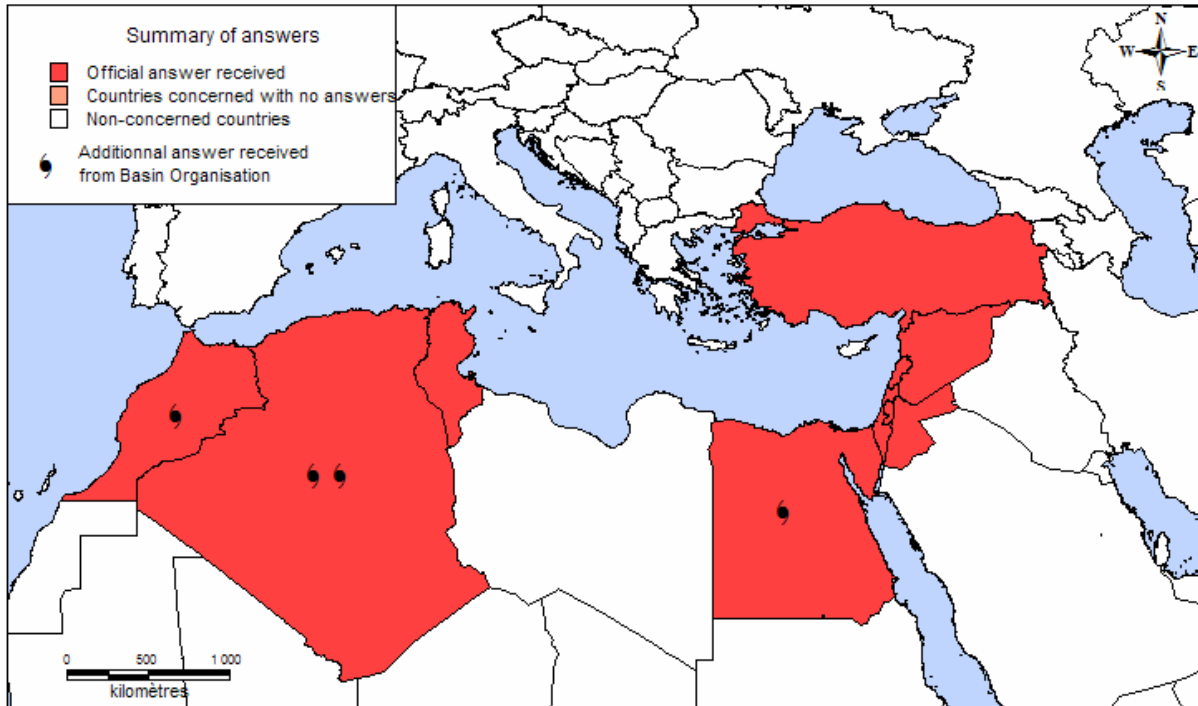 Summary of answers
Official answer received
Countries concerned with no answers
Non-concerned countries
Additionnal answer received
from Basin Organisation
N
W E
S
0 500 1 000
kilomètres